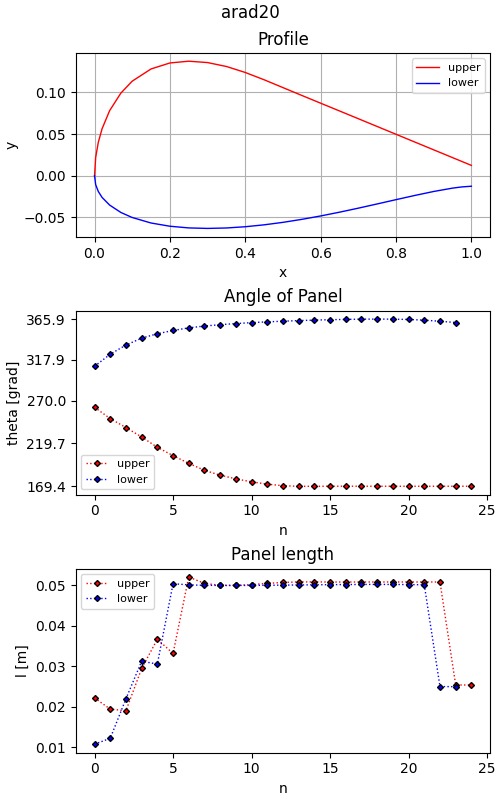 arad20
Profile
upper
lower
0.10
0.05
0.00
−0.05
y
0.0 0.2 0.4 0.6 0.8 1.0
x
Angle of Panel
365.9
317.9
270.0
219.7
169.4
theta [grad]
upper
lower
0 5 10 15 20 25
n
Panel length
upper
lower
0.05
0.04
0.03
0.02
0.01
l [m]
0 5 10 15 20 25
n